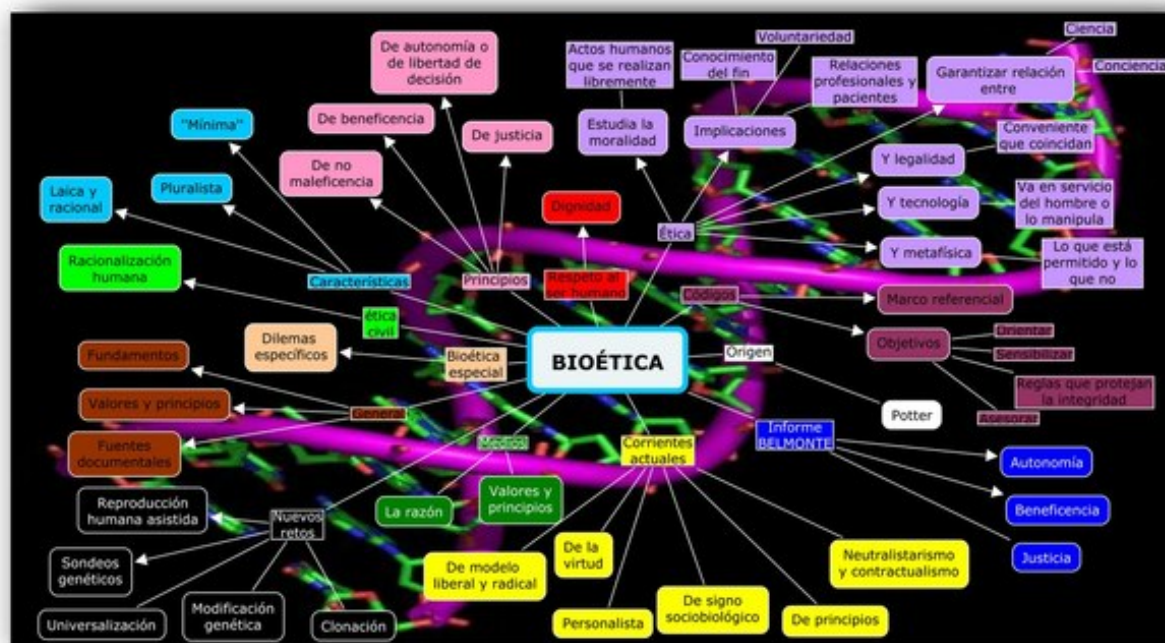 Ciencia
Voluntariedad
De autonomía o
de libertad de
decisión
Actos humanos
que se realizan
libremente
Conocimiento
del fin
Relaciones
profesionales y
pacientes
Garantizar relación
entre
Conciencia
"Mínima"
De beneficencia
De justicia
Estudia la
moralidad
Implicaciones
Conveniente
que coincidan
De no
maleficencia
Y legalidad
Laica y
racional
Pluralista
Dignidad
Y tecnología
Va en servicio
del hombre o
lo manipula
Ética
Y metafísica
Lo que está
permitido y lo
que no
Racionalización
humana
Características
Principios
Respeto al
ser humano
Códigos
Marco referencial
ética
civil
Dilemas
específicos
Bioética
especial
BIOÉTICA
Origen
Objetivos
Orientar
Sensibilizar
Reglas que protejan
la integridad
Asesorar
Fundamentos
Valores y principios
General
Potter
Fuentes
documentales
Medios
Corrientes
actuales
Informe
BELMONTE
Autonomía
Reproducción
humana asistida
Nuevos
retos
La razón
Valores y
principios
Beneficencia
Sondeos
genéticos
De modelo
liberal y radical
De la
virtud
Neutralistarismo
y contractualismo
Justicia
Universalización
Modificación
genética
Clonación
Personalista
De signo
sociobiológico
De principios